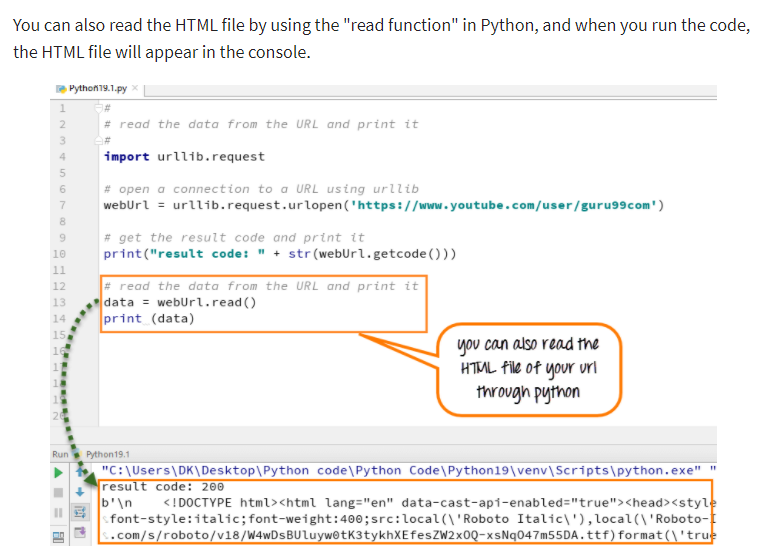 You can also read the HTML file by using the "read function" in Python, and when you run the code,
the HTML file will appear in the console.
Python19.1.py
1 #
2 # read the data from the URL and print it
3 #
4 import urllib.request
5
6 # open a connection to a URL using urllib
7 webUrl = urllib.request.urlopen('https://www.youtube.com/user/guru99com')
8
9 # get the result code and print it
10 print("result code: " + str(webUrl.getcode()))
11
12 # read the data from the URL and print it
13 data = webUrl.read()
14 print (data)
15
you can also read the
HTML file of your url
through python
Run Python19.1
"C:\Users\DK\Desktop\Python code\Python Code\Python19\venv\Scripts\python.exe" "
result code: 200
b'\n <!DOCTYPE html><html lang="en" data-cast-api-enabled="true"><head><style
font-style:italic;font-weight:400;src:local(\'Roboto Italic\'),local(\'Roboto-I
.com/s/roboto/v18/W4wDsBUluyw0tK3tykhXEfesZW2xOQ-xsNqO47m55DA.ttf)format(\'true